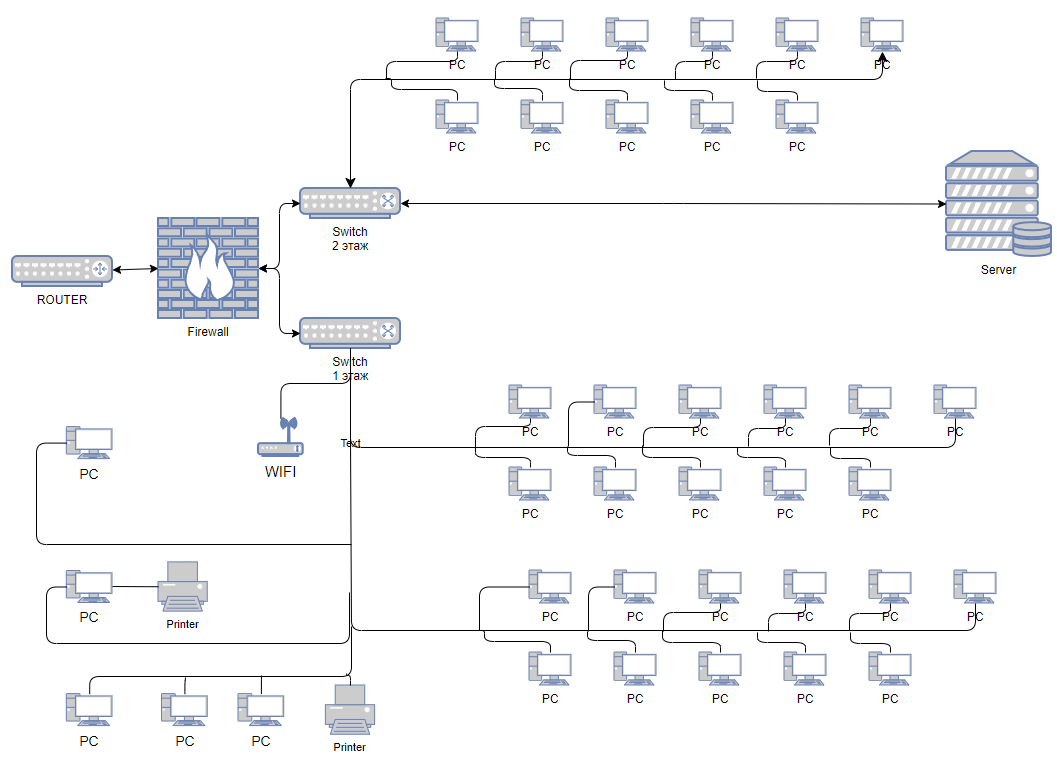 PC PC PC PC PC PC
PC PC PC PC PC
Switch
2 этаж
Server
ROUTER
Firewall
Switch
1 этаж
PC PC PC PC PC PC
Text
WIFI
PC
PC PC PC PC PC
PC
Printer
PC PC PC PC PC PC
PC PC PC PC PC
PC PC PC
Printer